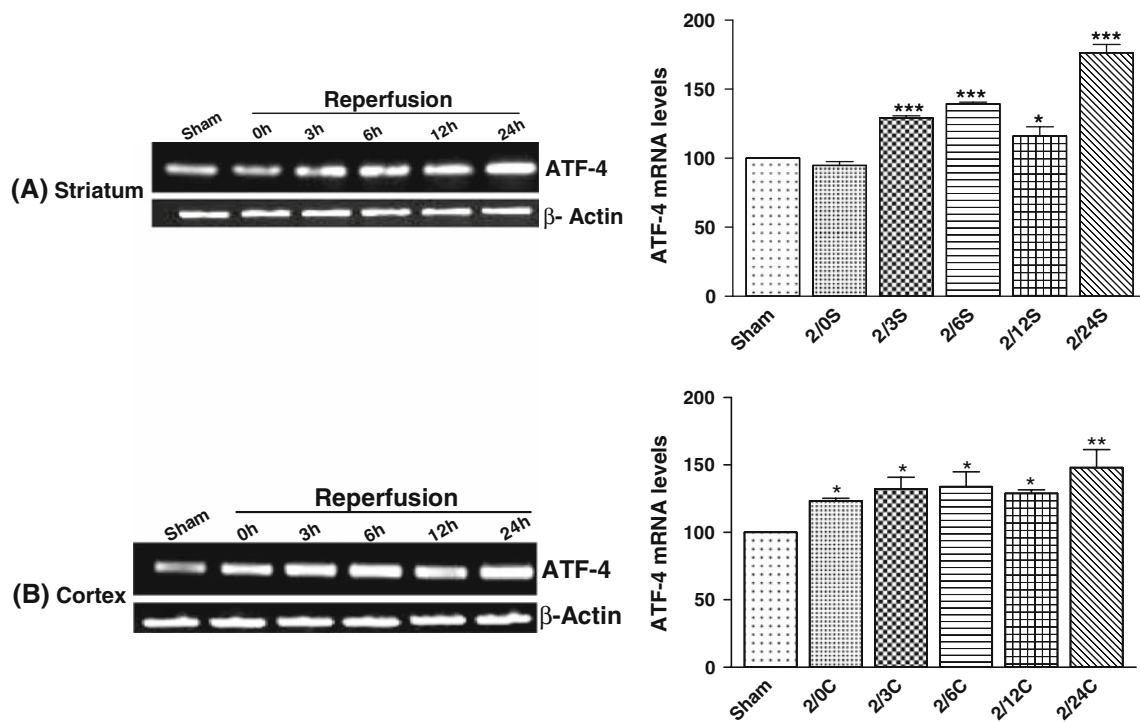 Reperfusion
Sham 0h 3h 6h 12h 24h
ATF-4
(A) Striatum
β- Actin
ATF-4 mRNA levels
200
150
100
50
0
*** *** * ***
Sham 2/0S 2/3S 2/6S 2/12S 2/24S
Reperfusion
Sham 0h 3h 6h 12h 24h
ATF-4
(B) Cortex
β-Actin
ATF-4 mRNA levels
200
150
100
50
0
* * * * **
Sham 2/0C 2/3C 2/6C 2/12C 2/24C